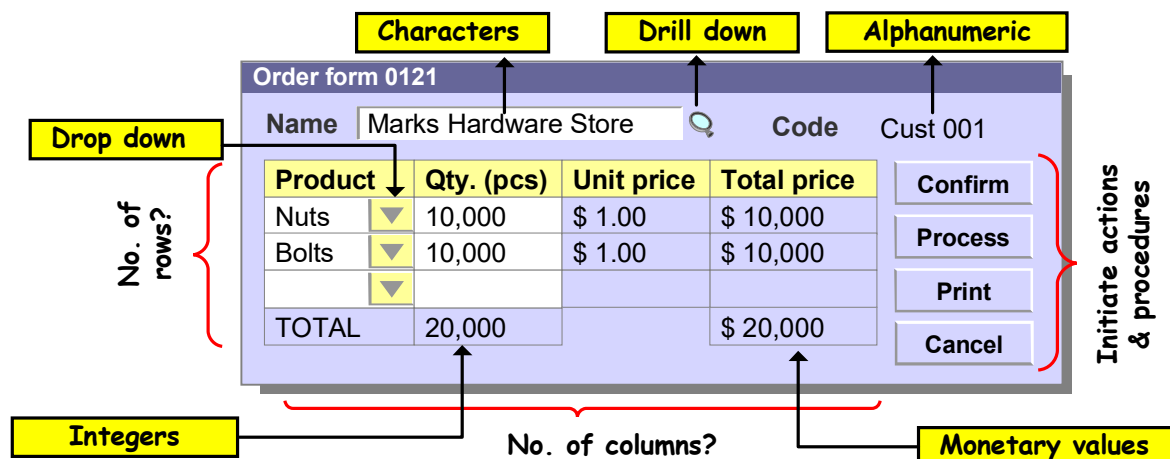 Characters Drill down Alphanumeric
Order form 0121
Name Marks Hardware Store Code Cust 001
Drop down
Product Qty. (pcs) Unit price Total price
Nuts 10,000 $ 1.00 $ 10,000
Bolts 10,000 $ 1.00 $ 10,000
TOTAL 20,000 $ 20,000
Confirm
Process
Print
Cancel
No. of
rows?
Initiate actions
& procedures
Integers
No. of columns?
Monetary values